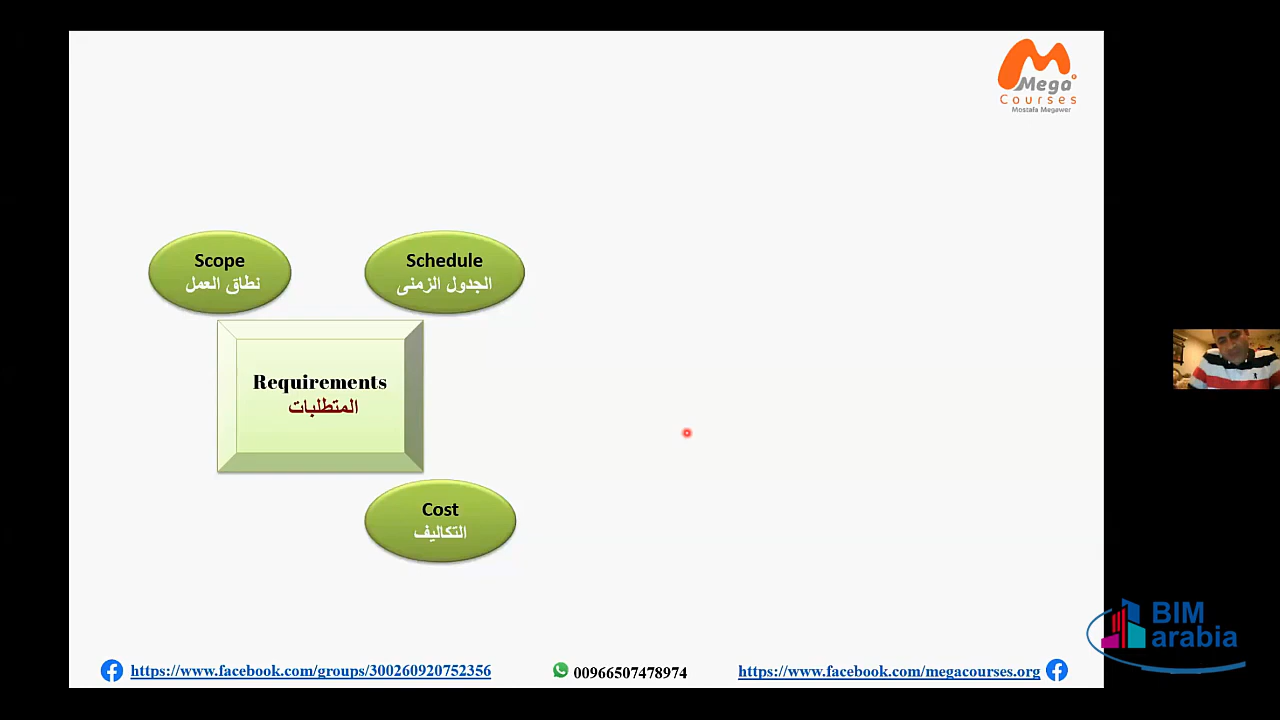 Mega
Courses
Mostafa Megawer
Scope
نطاق العمل
Schedule
الجدول الزمنى
Requirements
المتطلبات
Cost
التكاليف
BIM
arabia
https://www.facebook.com/groups/300260920752356
00966507478974
https://www.facebook.com/megacourses.org